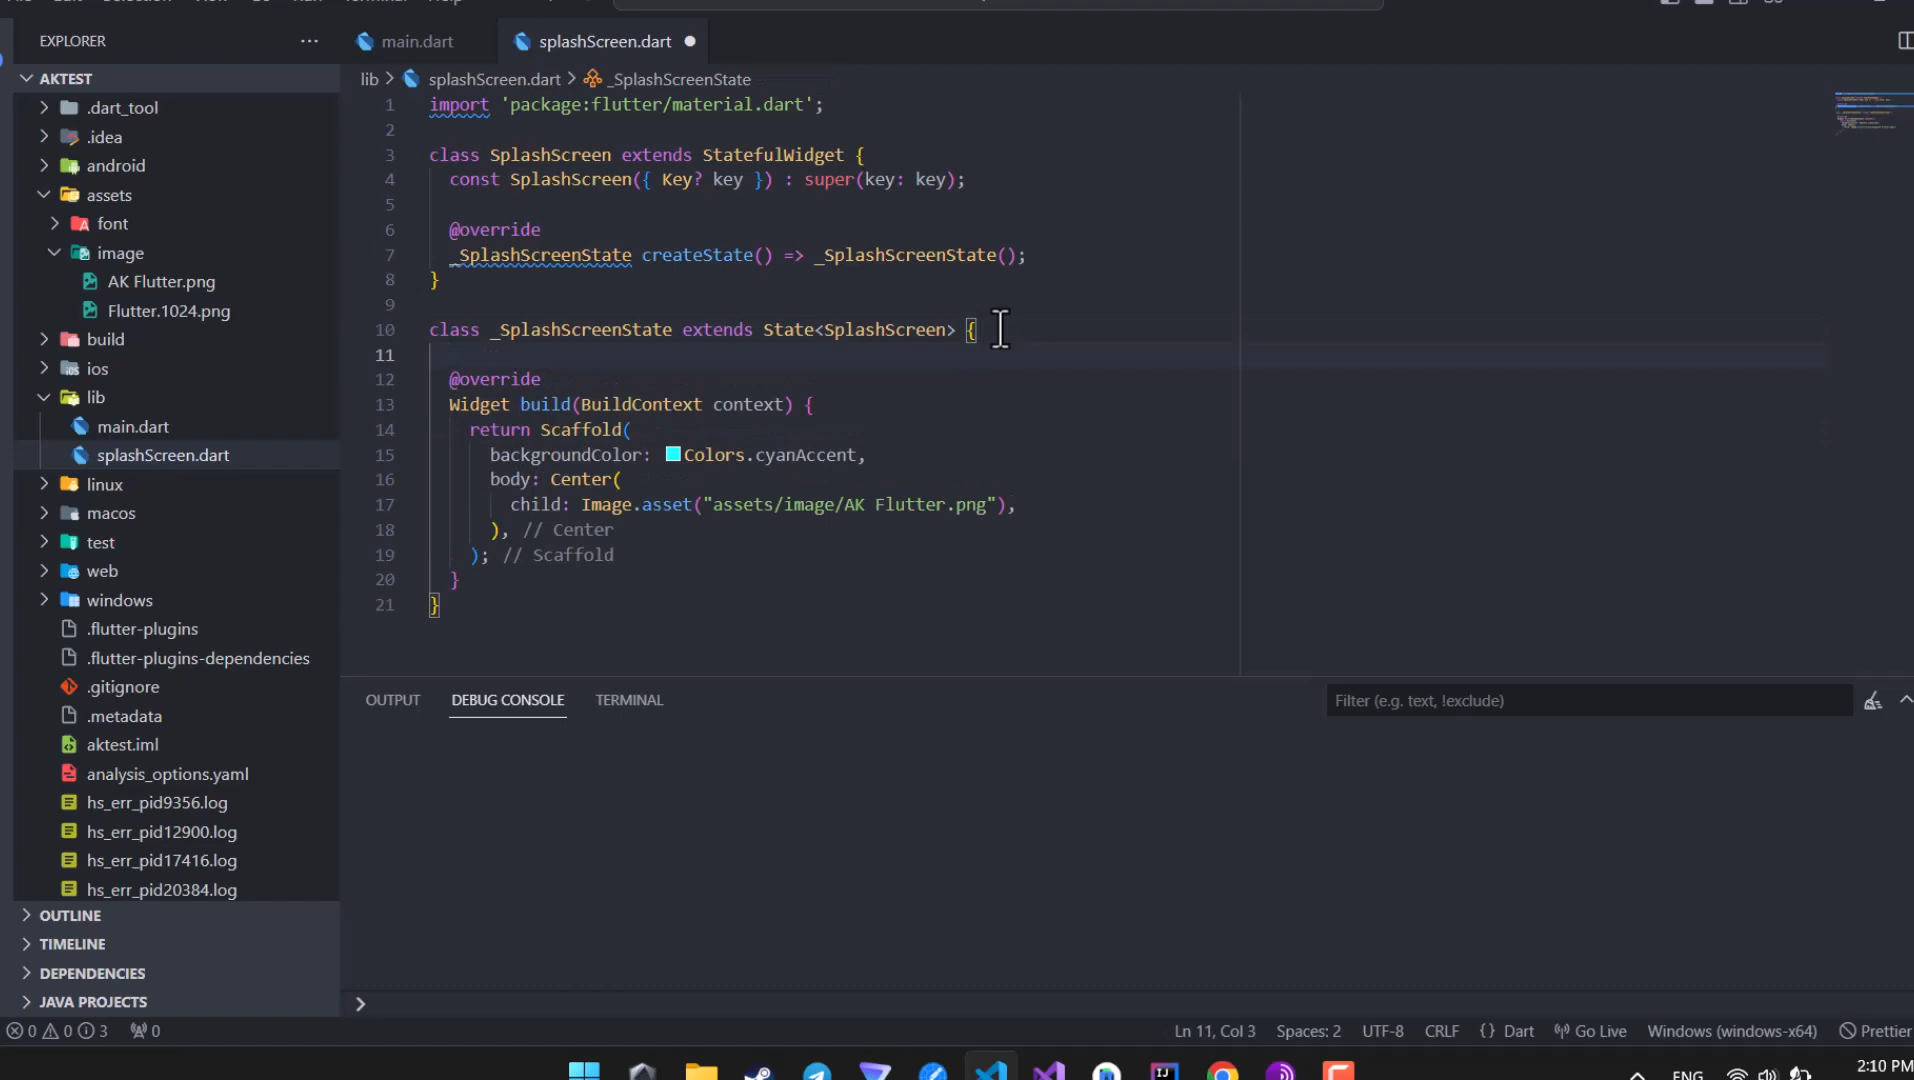 EXPLORER
main.dart
splashScreen.dart
AKTEST
lib > splashScreen.dart > _SplashScreenState
.dart_tool
.idea
android
assets
font
image
AK Flutter.png
Flutter.1024.png
build
ios
lib
main.dart
splashScreen.dart
linux
macos
test
web
windows
.flutter-plugins
.flutter-plugins-dependencies
.gitignore
.metadata
aktest.iml
analysis_options.yaml
hs_err_pid9356.log
hs_err_pid12900.log
hs_err_pid17416.log
hs_err_pid20384.log
OUTLINE
TIMELINE
DEPENDENCIES
JAVA PROJECTS
1 import 'package:flutter/material.dart';
2
3 class SplashScreen extends StatefulWidget {
4 const SplashScreen({ Key? key }) : super(key: key);
5
6 @override
7 _SplashScreenState createState() => _SplashScreenState();
8 }
9
10 class _SplashScreenState extends State<SplashScreen> {
11
12 @override
13 Widget build(BuildContext context) {
14 return Scaffold(
15 backgroundColor: Colors.cyanAccent,
16 body: Center(
17 child: Image.asset("assets/image/AK Flutter.png"),
18 ), // Center
19 ); // Scaffold
20 }
21 }
OUTPUT DEBUG CONSOLE TERMINAL
Filter (e.g. text, !exclude)
0 0 3 0
Ln 11, Col 3 Spaces: 2 UTF-8 CRLF {} Dart Go Live Windows (windows-x64) Prettier
ENG 2:10 PM